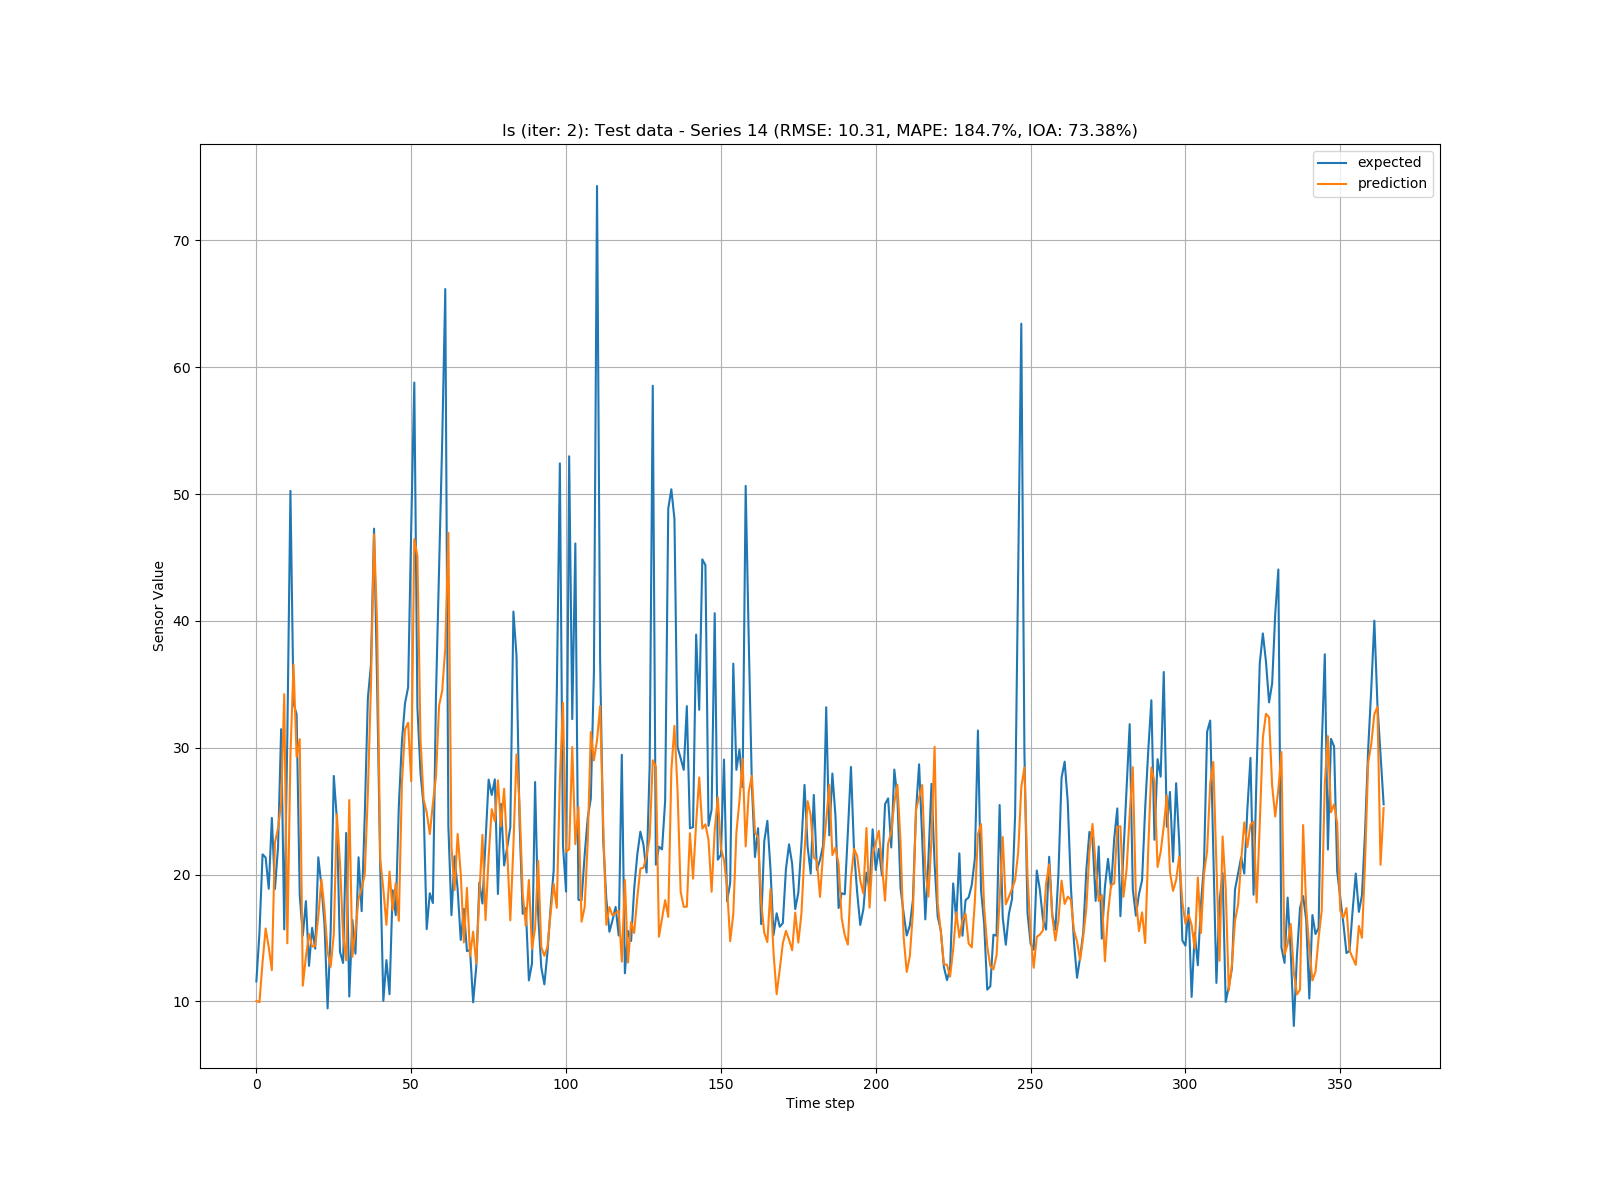 ls (iter: 2): Test data - Series 14 (RMSE: 10.31, MAPE: 184.7%, IOA: 73.38%)
expected
prediction
70
60
50
40
30
20
10
Sensor Value
0 50 100 150 200 250 300 350
Time step